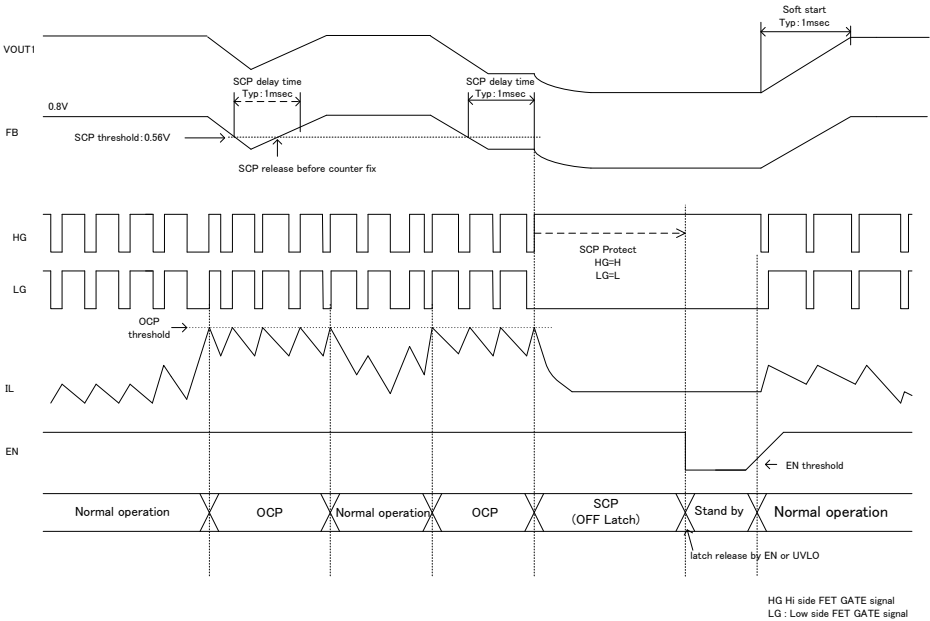 Soft start
Typ:1msec
VOUT1
SCP delay time
Typ:1msec
SCP delay time
Typ:1msec
0.8V
FB
SCP threshold:0.56V
SCP release before counter fix
HG
SCP Protect
HG=H
LG=L
LG
OCP
threshold
IL
EN
EN threshold
Normal operation
OCP
Normal operation
OCP
SCP
(OFF Latch)
Stand by
Normal operation
latch release by EN or UVLO
HG Hi side FET GATE signal
LG : Low side FET GATE signal